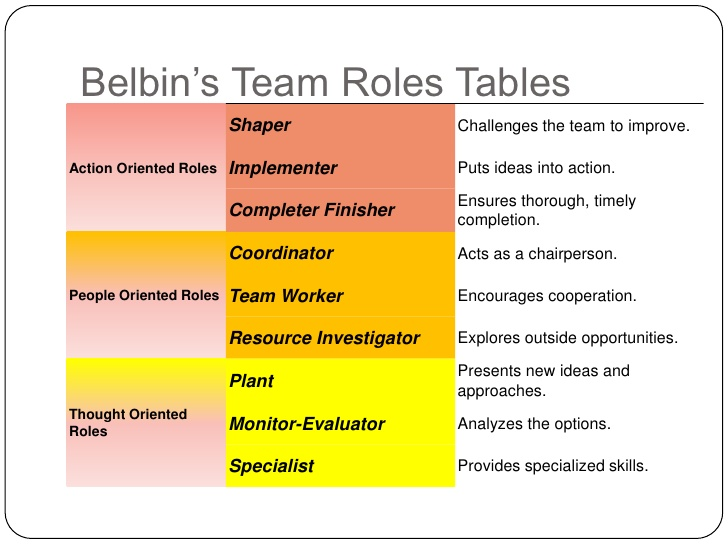 Belbin’s Team Roles Tables
Action Oriented Roles
Shaper
Challenges the team to improve.
Implementer
Puts ideas into action.
Completer Finisher
Ensures thorough, timely
completion.
People Oriented Roles
Coordinator
Acts as a chairperson.
Team Worker
Encourages cooperation.
Resource Investigator
Explores outside opportunities.
Thought Oriented
Roles
Plant
Presents new ideas and
approaches.
Monitor-Evaluator
Analyzes the options.
Specialist
Provides specialized skills.